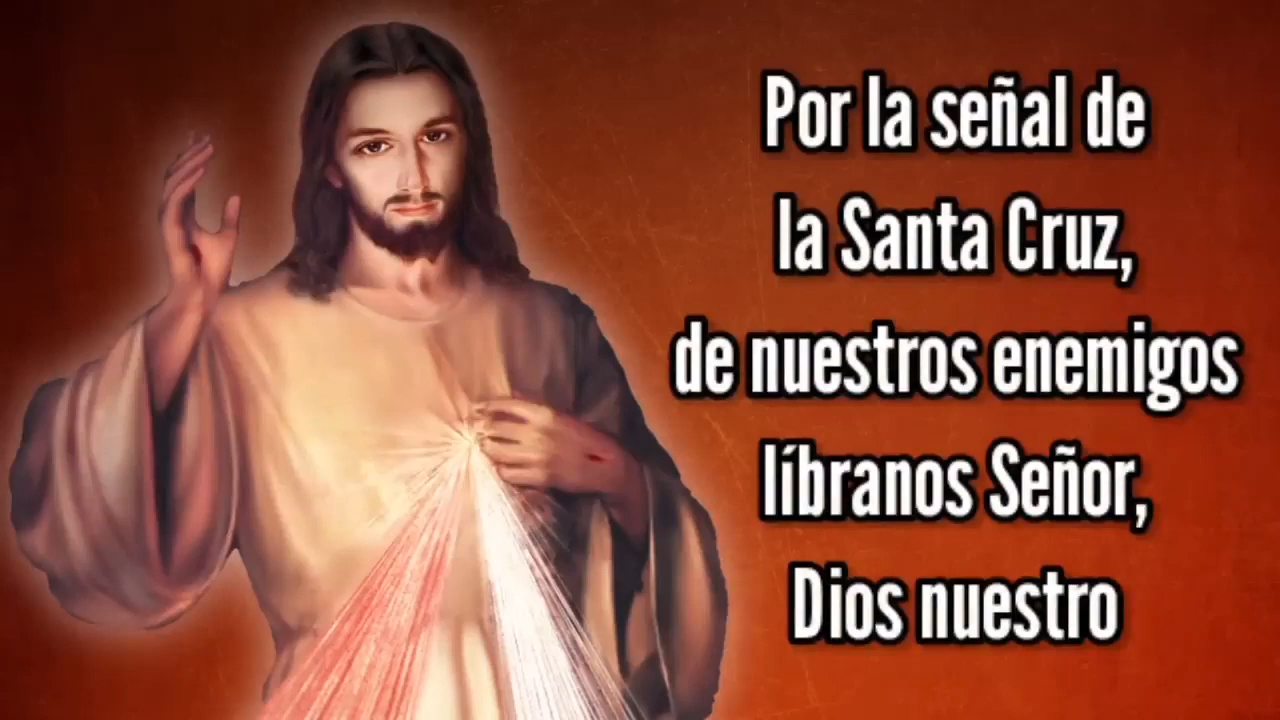 Por la señal de
la Santa Cruz,
de nuestros enemigos
líbranos Señor,
Dios nuestro